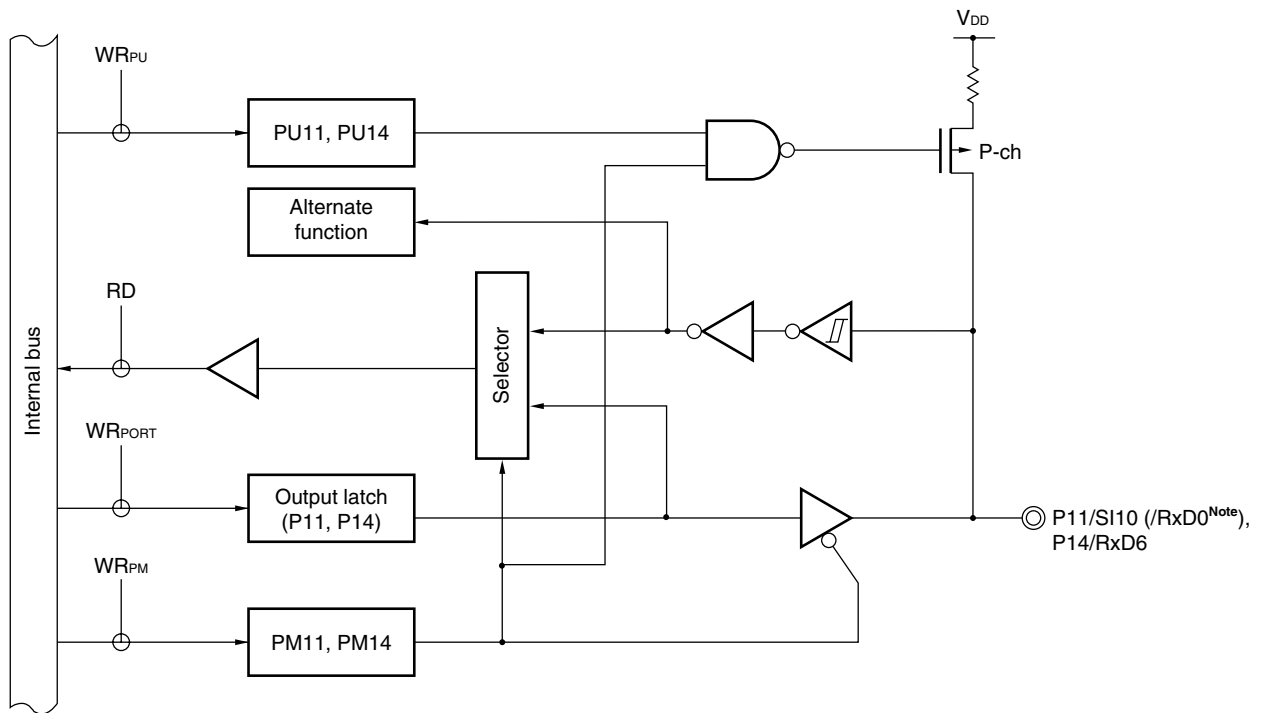 VDD
WRPU
PU11, PU14
P-ch
Alternate
function
RD
Selector
Internal bus
WRPORT
Output latch
(P11, P14)
P11/SI10 (/RxD0Note),
P14/RxD6
WRPM
PM11, PM14